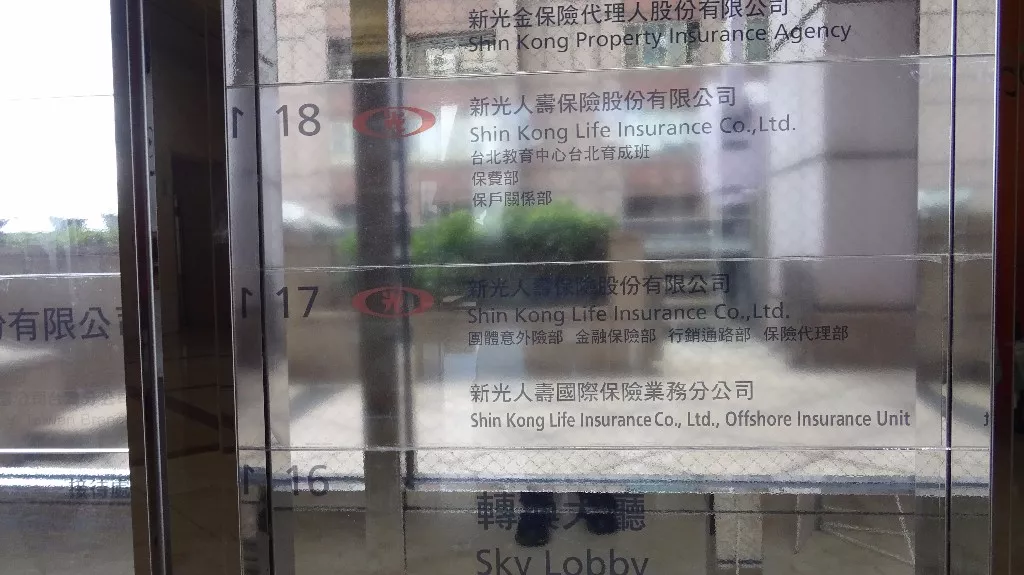 新光金保險代理人股份有限公司
Shin Kong Property Insurance Agency
↿ 18
新光人壽保險股份有限公司
Shin Kong Life Insurance Co.,Ltd.
台北教育中心台北育成班
保費部
保戶關係部
↿ 17
新光人壽保險股份有限公司
Shin Kong Life Insurance Co.,Ltd.
團體意外險部 金融保險部 行銷通路部 保險代理部
新光人壽國際保險業務分公司
Shin Kong Life Insurance Co., Ltd., Offshore Insurance Unit
↿ 16
轉換大廳
Sky Lobby
份有限公司
接待處